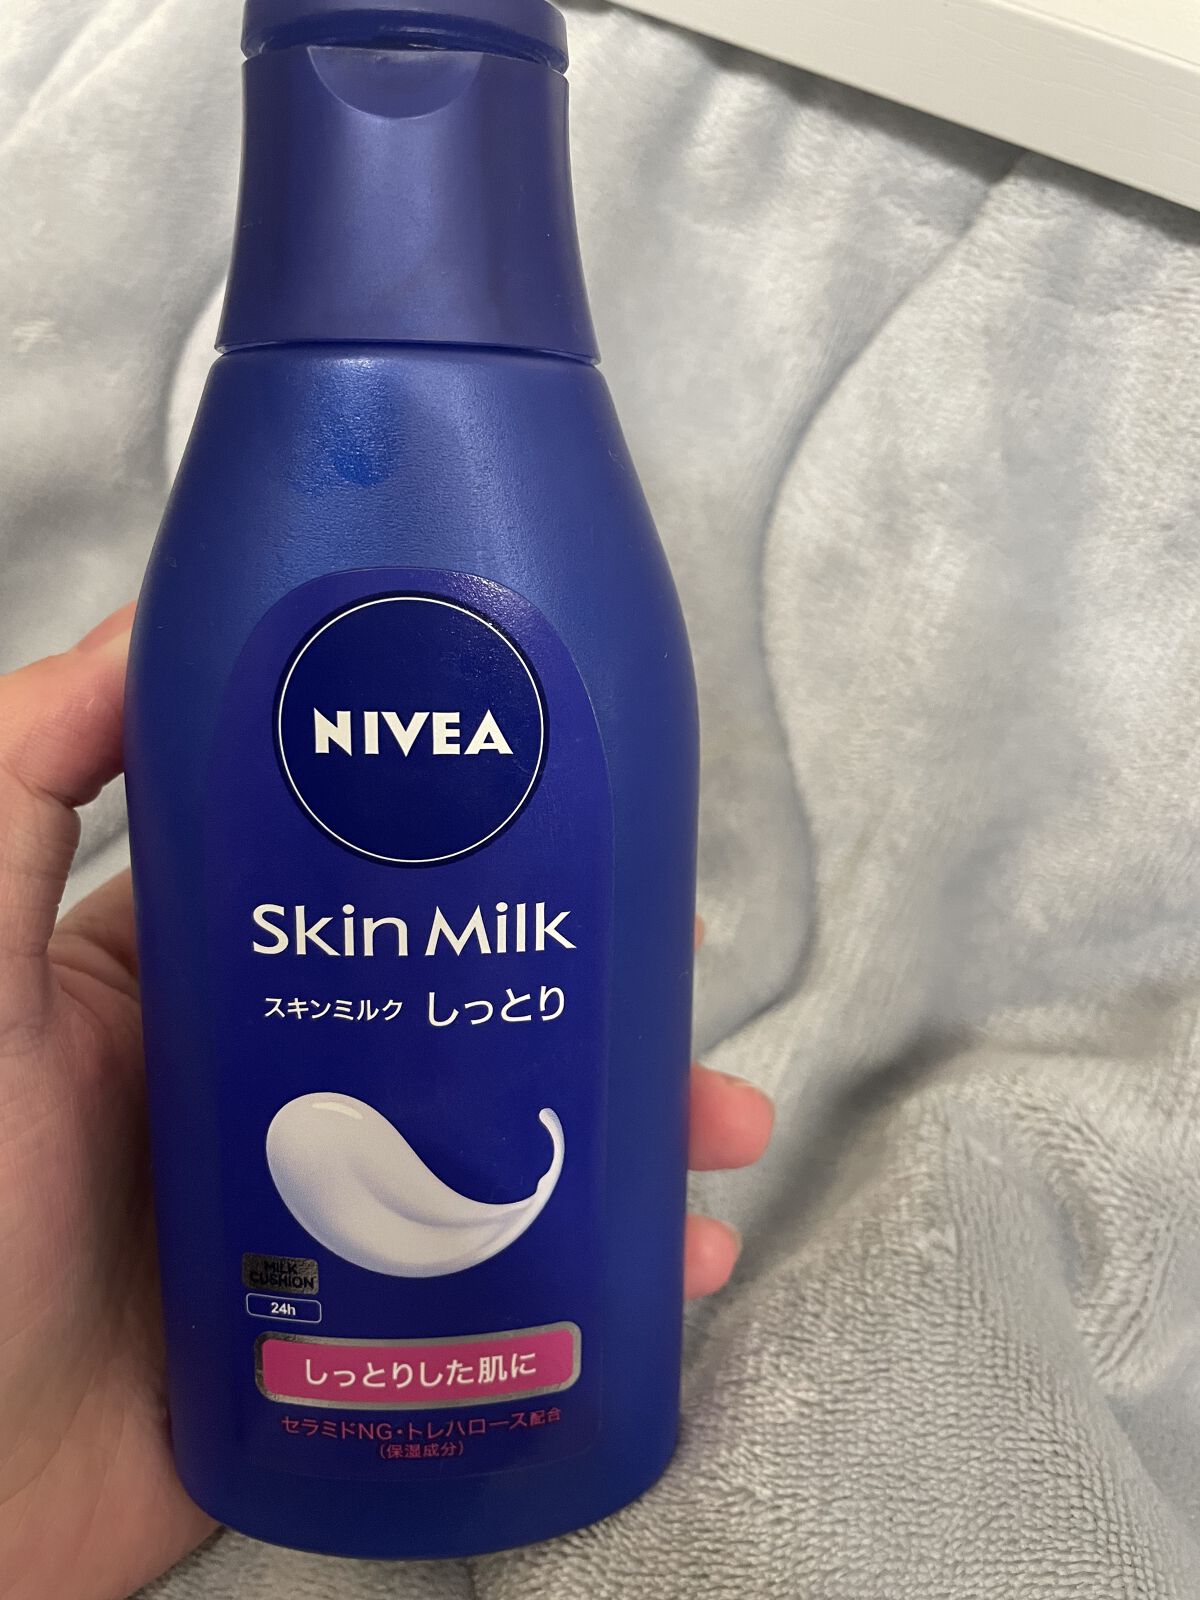 NIVEA
Skin Milk
スキンミルク しっとり
MILK
CUSHION
24h
しっとりした肌に
セラミドNG・トレハロース配合
(保湿成分)